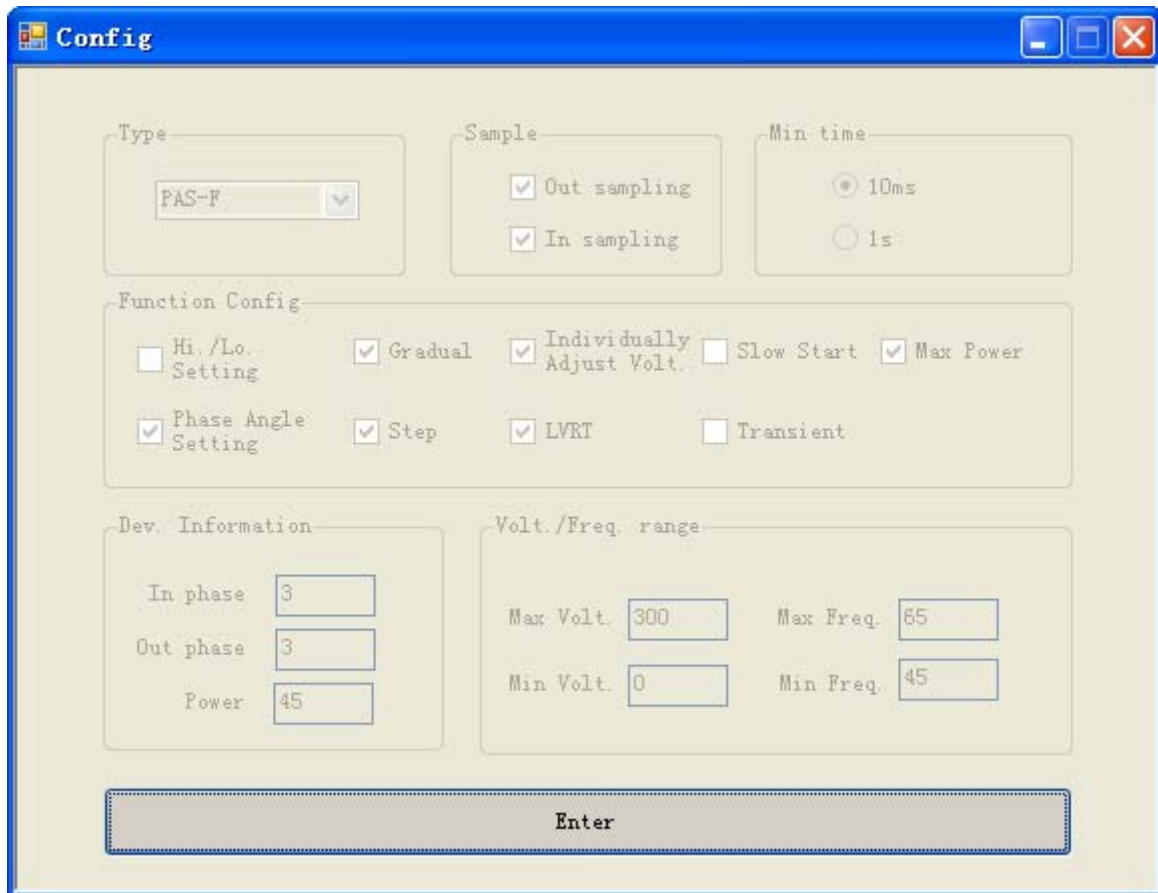 Config
Type
Sample
Min time
PAS-F
Out sampling
10ms
In sampling
1s
Function Config
Hi./Lo.
Setting
Gradual
Individually
Adjust Volt.
Slow Start
Max Power
Phase Angle
Setting
Step
LVRT
Transient
Dev. Information
In phase 3
Out phase 3
Power 45
Volt./Freq. range
Max Volt. 300
Max Freq. 65
Min Volt. 0
Min Freq. 45
Enter